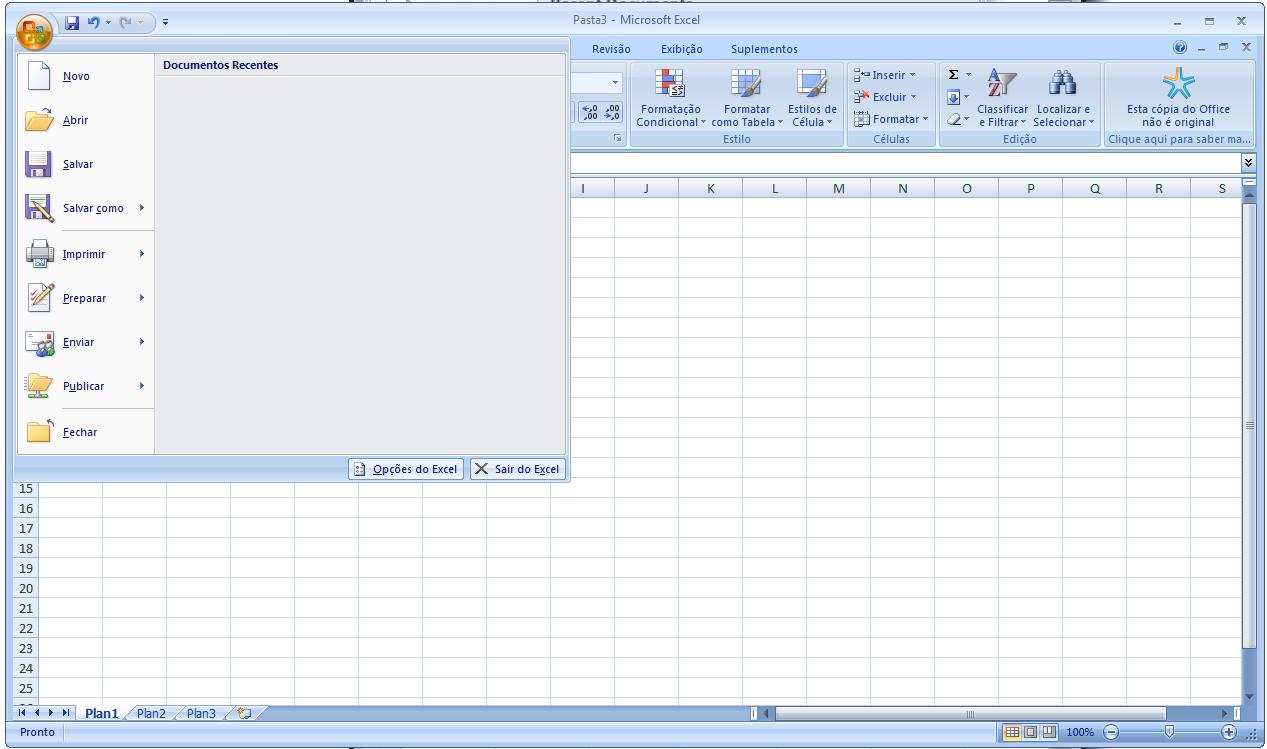 Pasta3 - Microsoft Excel
Revisão Exibição Suplementos
Novo
Abrir
Salvar
Salvar como
Imprimir
Preparar
Enviar
Publicar
Fechar
Documentos Recentes
Opções do Excel
Sair do Excel
,00
,00
Formatação
Condicional
Formatar
como Tabela
Estilos de
Célula
Estilo
Inserir
Excluir
Formatar
Células
Σ
Classificar
e Filtrar
Localizar e
Selecionar
Edição
Esta cópia do Office
não é original
Clique aqui para saber ma...
I J K L M N O P Q R S
15
16
17
18
19
20
21
22
23
24
25
Plan1 Plan2 Plan3
Pronto
100%